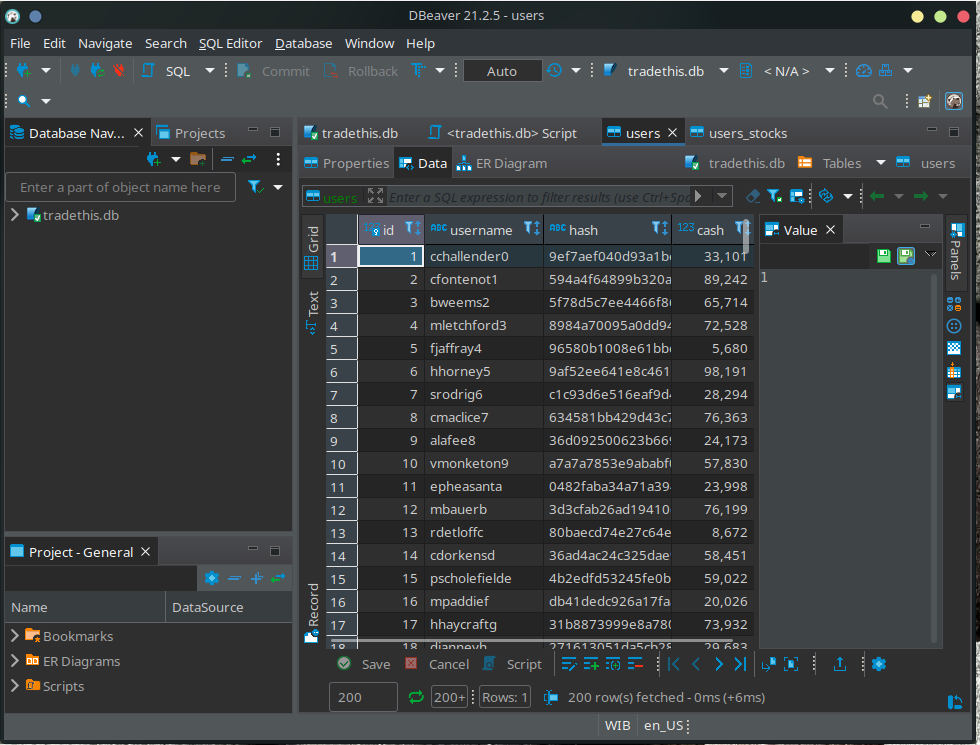 DBeaver 21.2.5 - users
File Edit Navigate Search SQL Editor Database Window Help
SQL Commit Rollback Auto tradethis.db < N/A >
Database Nav... Projects
Enter a part of object name here
tradethis.db
Project - General
Name DataSource
Bookmarks
ER Diagrams
Scripts
tradethis.db <tradethis.db> Script users users_stocks
Properties Data ER Diagram tradethis.db Tables users
users Enter a SQL expression to filter results (use Ctrl+Spa
Grid
Text
Record
123 id ABC username ABC hash 123 cash
1 1 cchallender0 9ef7aef040d93a1b 33,101
2 2 cfontenot1 594a4f64899b320a 89,242
3 3 bweems2 5f78d5c7ee4466f8 65,714
4 4 mletchford3 8984a70095a0dd94 72,528
5 5 fjaffray4 96580b1008e61bb 5,680
6 6 hhorney5 9af52ee641e8c461 98,191
7 7 srodrig6 c1c93d6e516eaf9d 28,294
8 8 cmaclice7 634581bb429d43c7 76,363
9 9 alafee8 36d092500623b669 24,173
10 10 vmonketon9 a7a7a7853e9ababf 57,830
11 11 epheasanta 0482faba34a71a39 23,998
12 12 mbauerb 3d3cfab26ad19410 76,199
13 13 rdetloffc 80baecd74e27c64e 8,672
14 14 cdorkensd 36ad4ac24c325dae 58,451
15 15 pscholefielde 4b2edfd53245fe0b 59,022
16 16 mpaddief db41dedc926a17fa 20,026
17 17 hhaycraftg 31b8873999e8a780 73,932
18 18 29,683
Value
1
Panels
Save Cancel Script
200 200+ Rows: 1 200 row(s) fetched - 0ms (+6ms)
WIB en_US